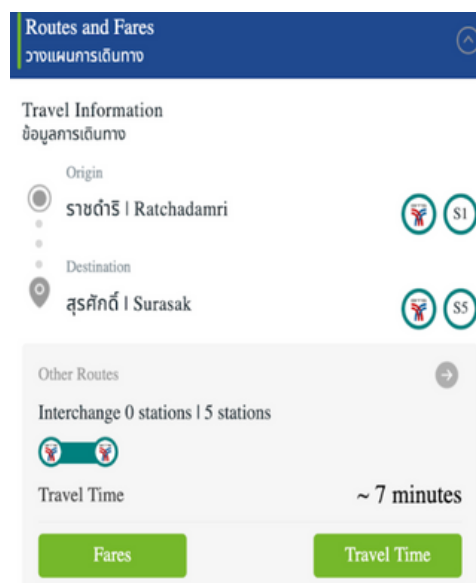 Routes and Fares
วางแผนการเดินทาง
Travel Information
ข้อมูลการเดินทาง
Origin
ราชดำริ | Ratchadamri
S1
Destination
สุรศักดิ์ | Surasak
S5
Other Routes
Interchange 0 stations | 5 stations
Travel Time
~ 7 minutes
Fares
Travel Time